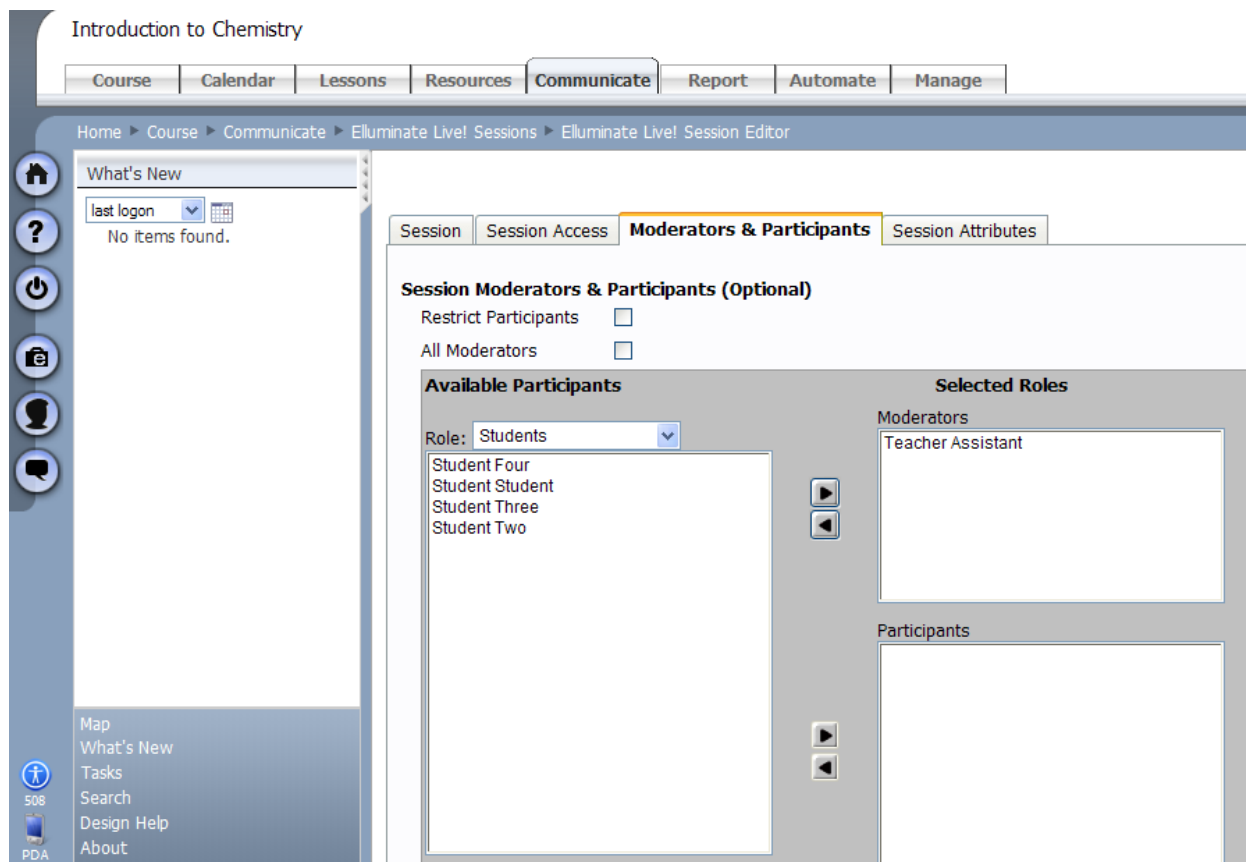 Introduction to Chemistry
Course Calendar Lessons Resources Communicate Report Automate Manage
Home Course Communicate Elluminate Live! Sessions Elluminate Live! Session Editor
What's New
last logon
No items found.
Session Session Access Moderators & Participants Session Attributes
Session Moderators & Participants (Optional)
Restrict Participants
All Moderators
Available Participants Selected Roles
Moderators
Role: Students
Teacher Assistant
Student Four
Student Student
Student Three
Student Two
Participants
Map
What's New
Tasks
Search
Design Help
About
508
PDA